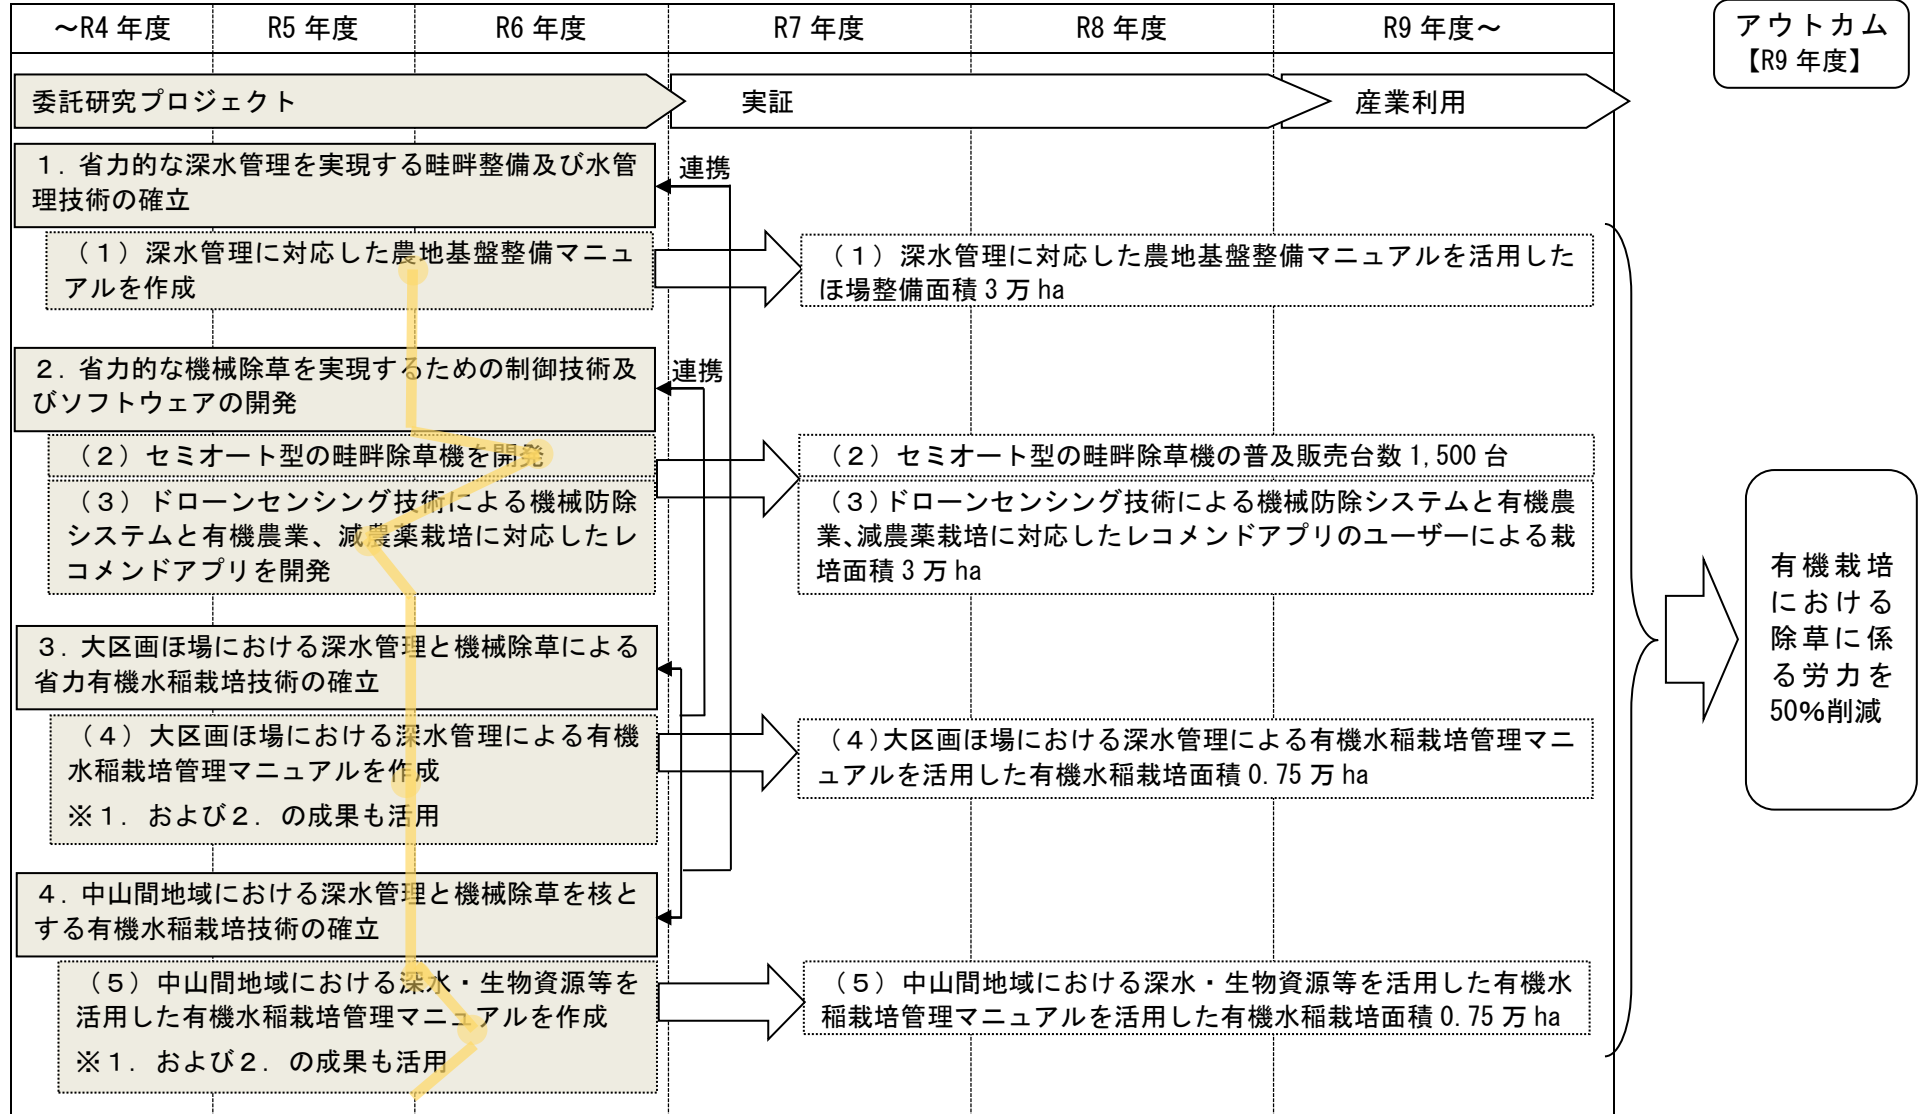 ～R4 年度
R5 年度
R6 年度
R7 年度
R8 年度
R9 年度～
アウトカム
【R9 年度】
委託研究プロジェクト
実証
産業利用
１．省力的な深水管理を実現する畦畔整備及び水管
理技術の確立
連携
（１）深水管理に対応した農地基盤整備マニュ
アルを作成
（１）深水管理に対応した農地基盤整備マニュアルを活用した
ほ場整備面積 3 万 ha
２．省力的な機械除草を実現するための制御技術及
びソフトウェアの開発
連携
（２）セミオート型の畦畔除草機を開発
（２）セミオート型の畦畔除草機の普及販売台数 1,500 台
（３）ドローンセンシング技術による機械防除
システムと有機農業、減農薬栽培に対応したレ
コメンドアプリを開発
（３）ドローンセンシング技術による機械防除システムと有機農
業、減農薬栽培に対応したレコメンドアプリのユーザーによる栽
培面積 3 万 ha
３．大区画ほ場における深水管理と機械除草による
省力有機水稲栽培技術の確立
（４）大区画ほ場における深水管理による有機
水稲栽培管理マニュアルを作成
※１．および２．の成果も活用
（４）大区画ほ場における深水管理による有機水稲栽培管理マニ
ュアルを活用した有機水稲栽培面積 0.75 万 ha
４．中山間地域における深水管理と機械除草を核と
する有機水稲栽培技術の確立
（５）中山間地域における深水・生物資源等を
活用した有機水稲栽培管理マニュアルを作成
※１．および２．の成果も活用
（５）中山間地域における深水・生物資源等を活用した有機水
稲栽培管理マニュアルを活用した有機水稲栽培面積 0.75 万 ha
有機栽培
における
除草に係
る労力を
50%削減